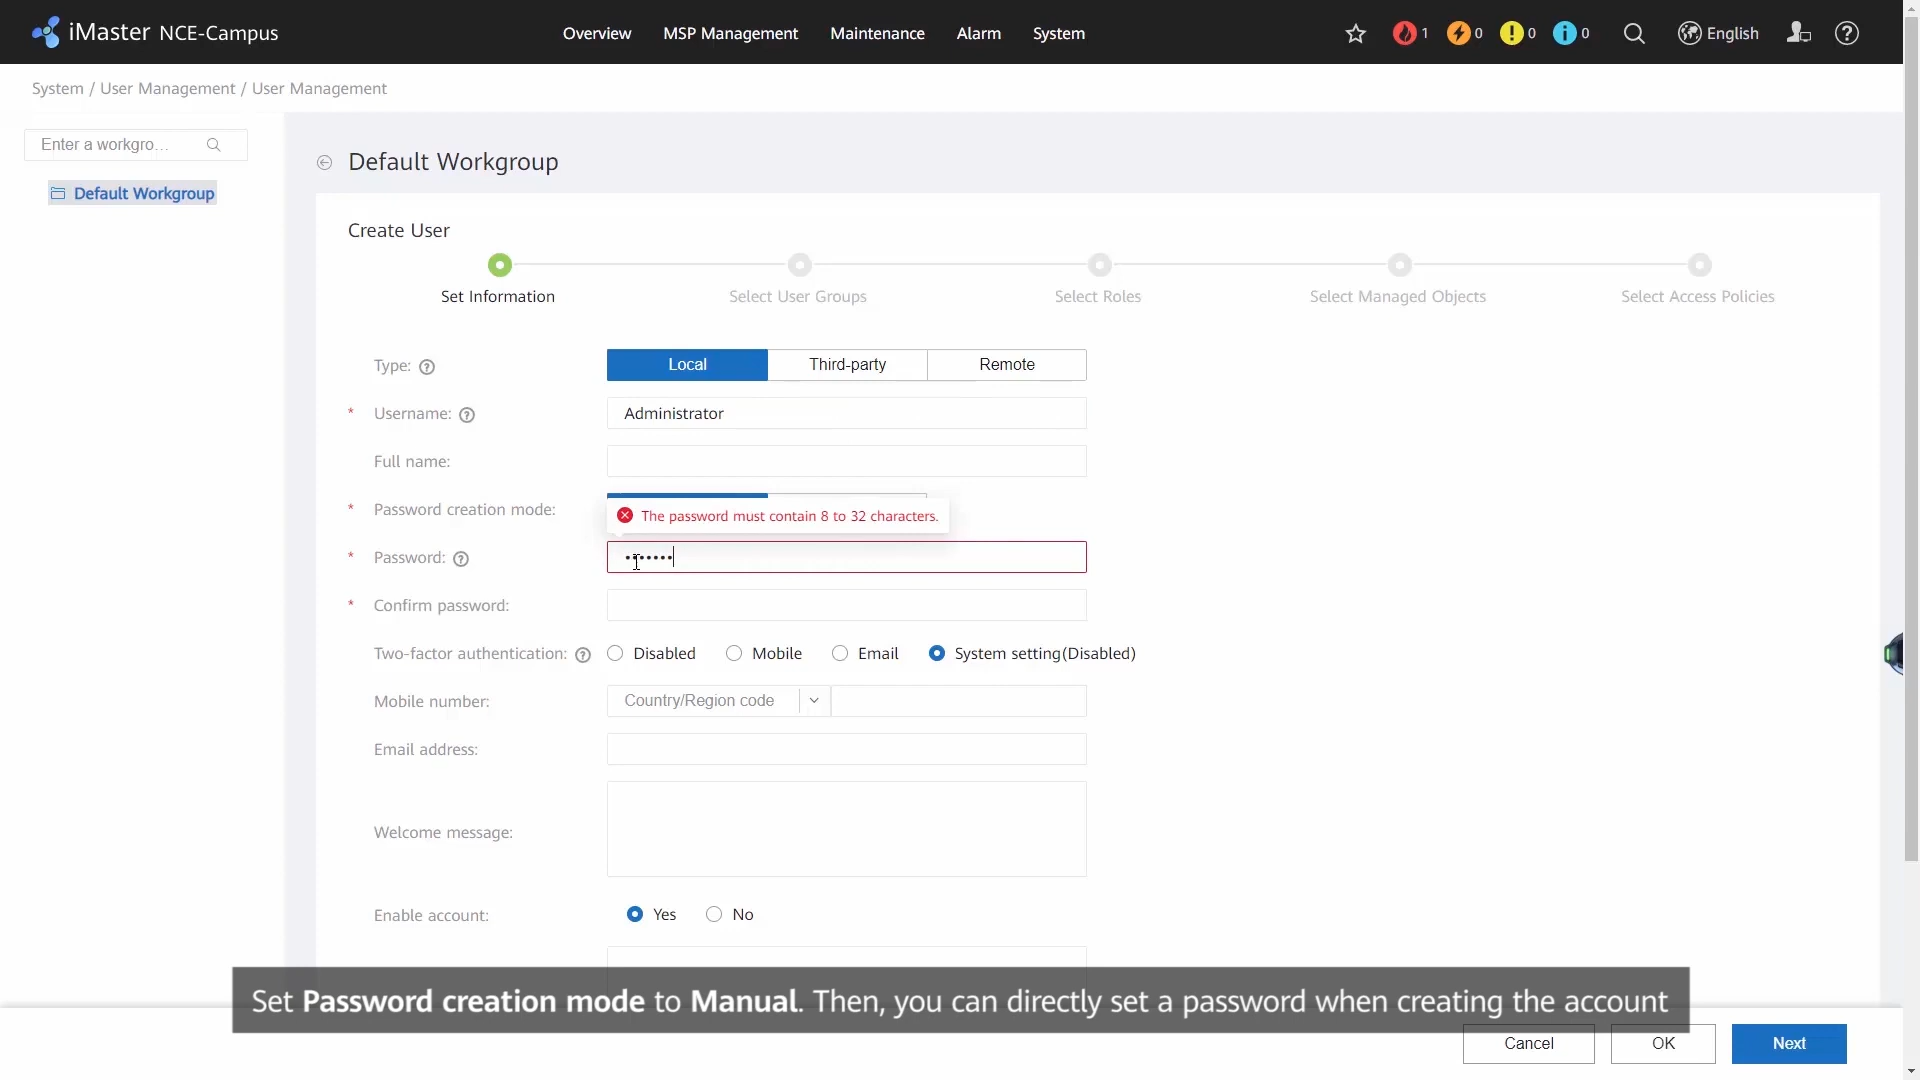 iMaster NCE-Campus
Overview MSP Management Maintenance Alarm System
1 0 0 0 English
System / User Management / User Management
Enter a workgro...
Default Workgroup
Default Workgroup
Create User
Set Information Select User Groups Select Roles Select Managed Objects Select Access Policies
Type: Local Third-party Remote
* Username: Administrator
Full name:
* Password creation mode:
The password must contain 8 to 32 characters.
* Password: •••••••
* Confirm password:
Two-factor authentication: Disabled Mobile Email System setting(Disabled)
Mobile number: Country/Region code
Email address:
Welcome message:
Enable account: Yes No
Set Password creation mode to Manual. Then, you can directly set a password when creating the account
Cancel OK Next